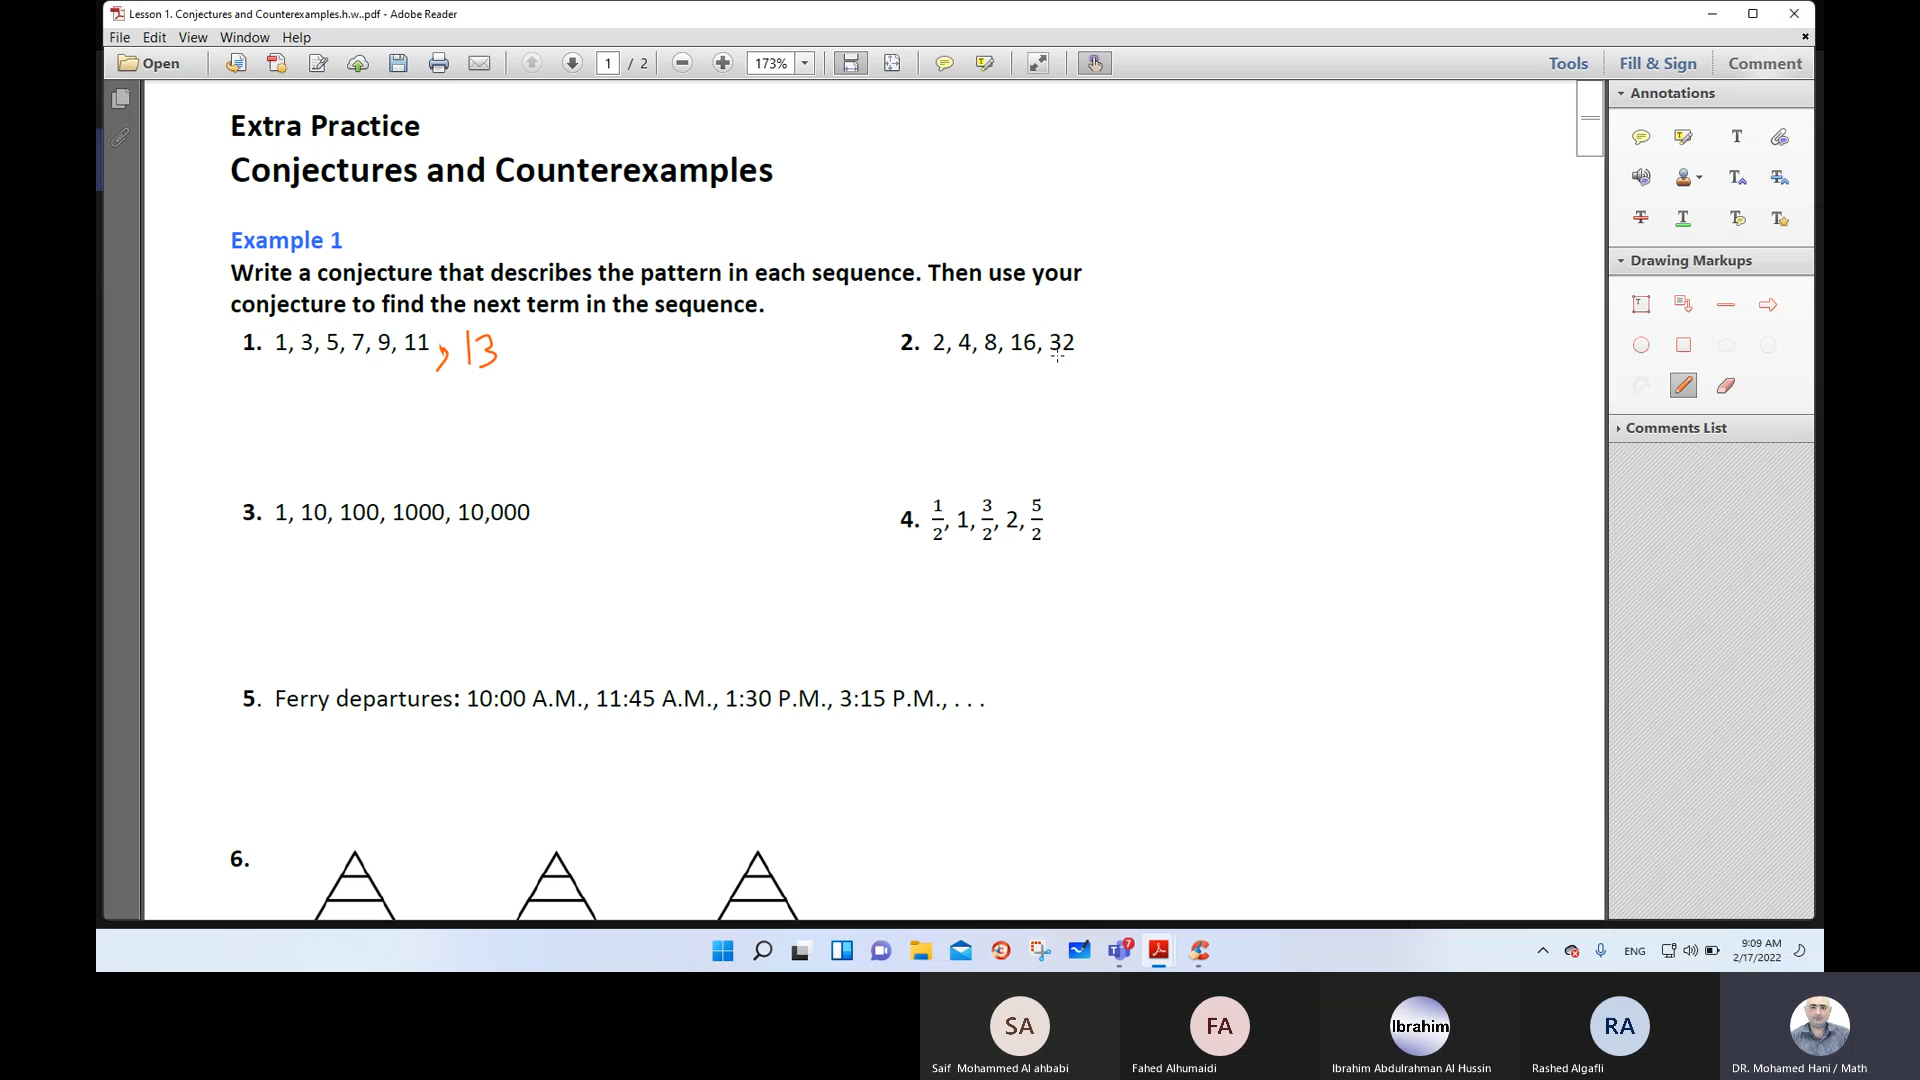 Lesson 1. Conjectures and Counterexamples.h.w..pdf - Adobe Reader
File Edit View Window Help
Open 1 / 2 173% Tools Fill & Sign Comment
Annotations
Extra Practice
Conjectures and Counterexamples
Example 1
Write a conjecture that describes the pattern in each sequence. Then use your
conjecture to find the next term in the sequence.
Drawing Markups
1. 1, 3, 5, 7, 9, 11 , 13
2. 2, 4, 8, 16, 32
Comments List
3. 1, 10, 100, 1000, 10,000
4. 1/2, 1, 3/2, 2, 5/2
5. Ferry departures: 10:00 A.M., 11:45 A.M., 1:30 P.M., 3:15 P.M., . . .
6.
7
ENG
9:09 AM
2/17/2022
SA FA Ibrahim RA
Saif Mohammed Al ahbabi Fahed Alhumaidi Ibrahim Abdulrahman Al Hussin Rashed Algafli DR. Mohamed Hani / Math